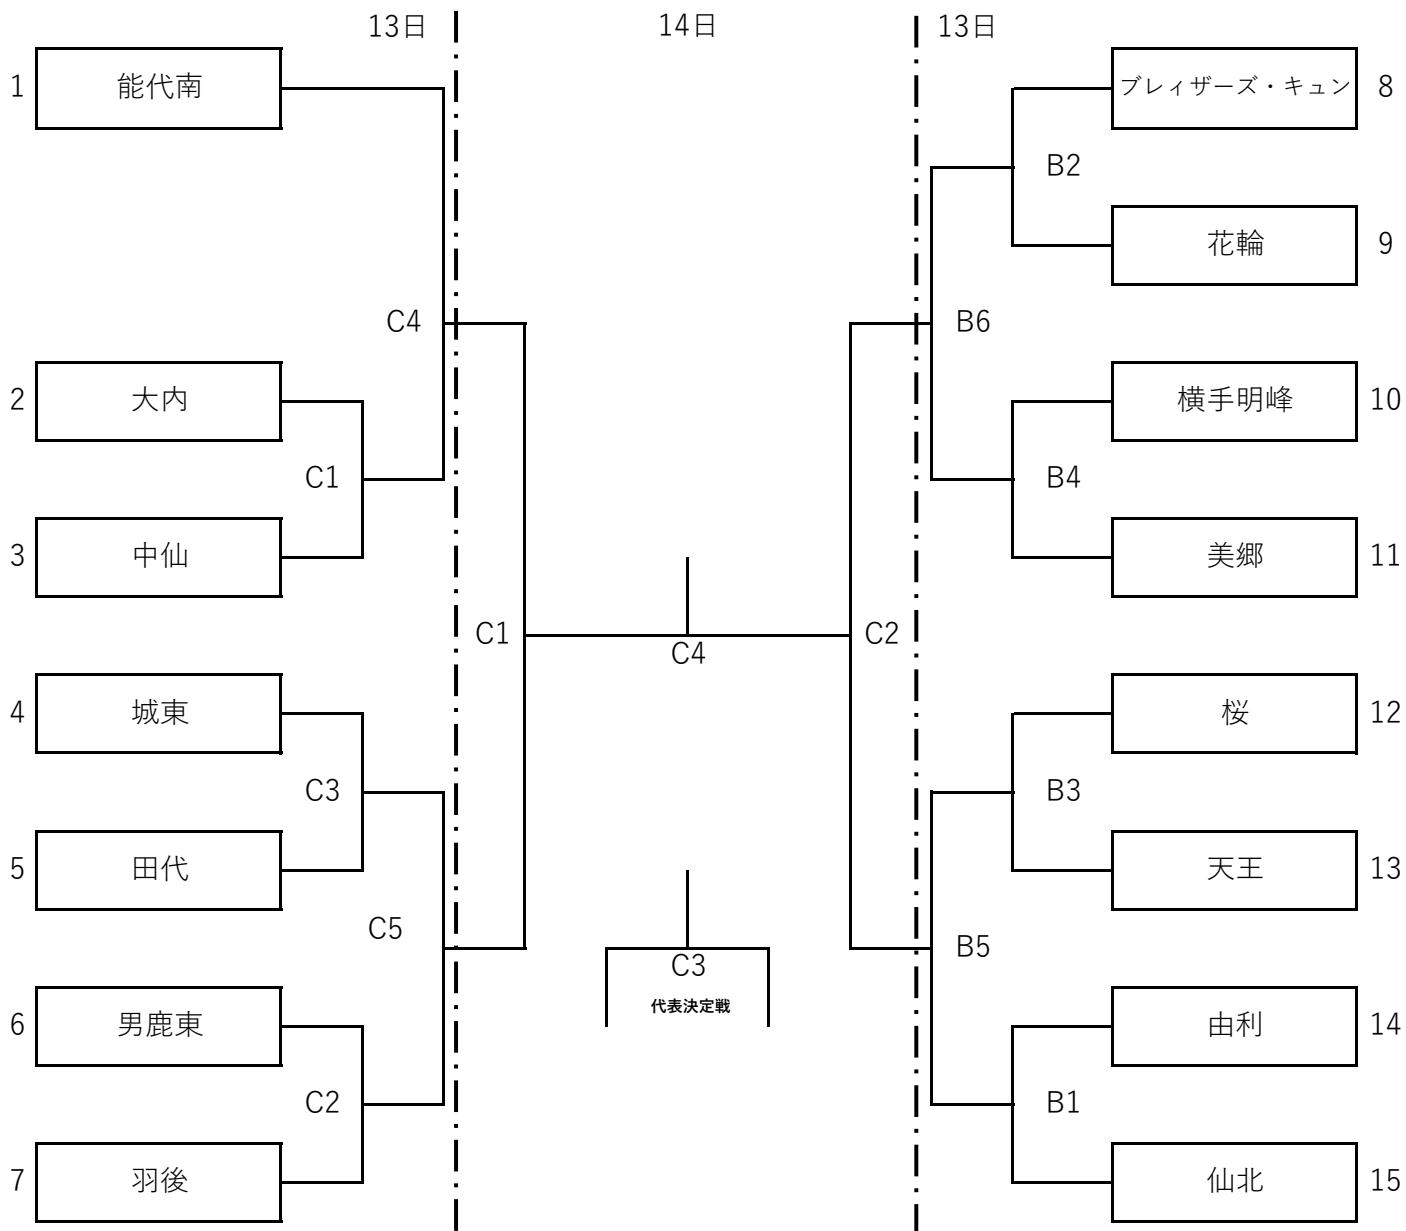 13日
14日
13日
1 能代南
ブレイザーズ・キュン 8
B2
花輪 9
C4
B6
2 大内
横手明峰 10
C1
B4
3 中仙
美郷 11
C1
C2
C4
4 城東
桜 12
C3
B3
5 田代
天王 13
C5
B5
C3
代表決定戦
6 男鹿東
由利 14
C2
B1
7 羽後
仙北 15